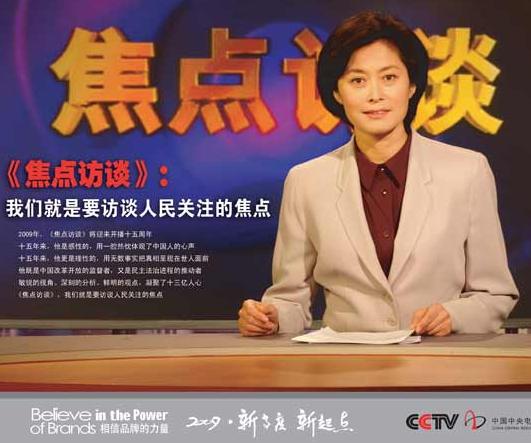 焦点访谈
《焦点访谈》：
我们就是要访谈人民关注的焦点
2009年，《焦点访谈》将迎来开播十五周年
十五年来，他是感性的，用一腔热忱体现了中国人的心声
十五年来，他更是理性的，用无数事实把真相呈现在世人面前
他既是中国改革开放的监督者，又是民主法治进程的推动者
敏锐的视角，深刻的分析，鲜明的观点，凝聚了十三亿人心
《焦点访谈》，我们就是要访谈人民关注的焦点
Believe in the Power
of Brands 相信品牌的力量
2009·新高度 新起点
CCTV
中国中央电